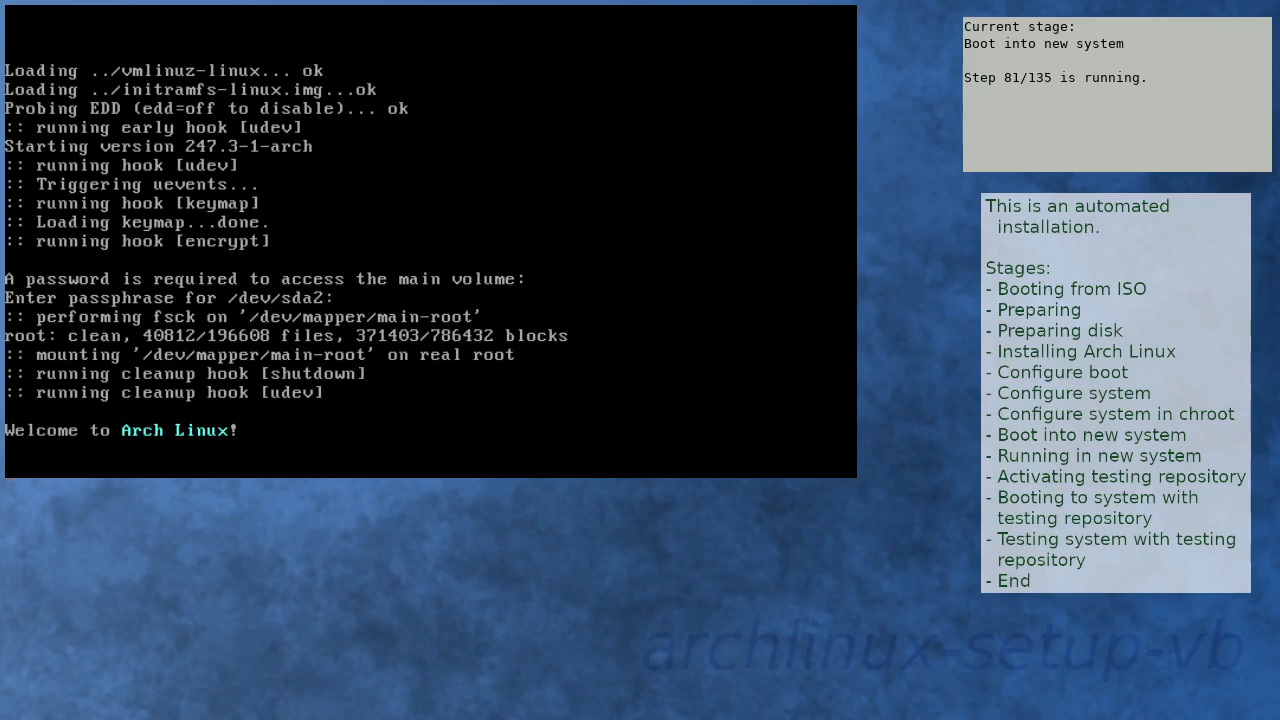 Loading ../vmlinuz-linux... ok
Loading ../initramfs-linux.img...ok
Probing EDD (edd=off to disable)... ok
:: running early hook [udev]
Starting version 247.3-1-arch
:: running hook [udev]
:: Triggering uevents...
:: running hook [keymap]
:: Loading keymap...done.
:: running hook [encrypt]

A password is required to access the main volume:
Enter passphrase for /dev/sda2:
:: performing fsck on '/dev/mapper/main-root'
root: clean, 40812/196608 files, 371403/786432 blocks
:: mounting '/dev/mapper/main-root' on real root
:: running cleanup hook [shutdown]
:: running cleanup hook [udev]

Welcome to Arch Linux!

Current stage:
Boot into new system

Step 81/135 is running.

This is an automated
installation.

Stages:
- Booting from ISO
- Preparing
- Preparing disk
- Installing Arch Linux
- Configure boot
- Configure system
- Configure system in chroot
- Boot into new system
- Running in new system
- Activating testing repository
- Booting to system with
testing repository
- Testing system with testing
repository
- End

archlinux-setup-vb